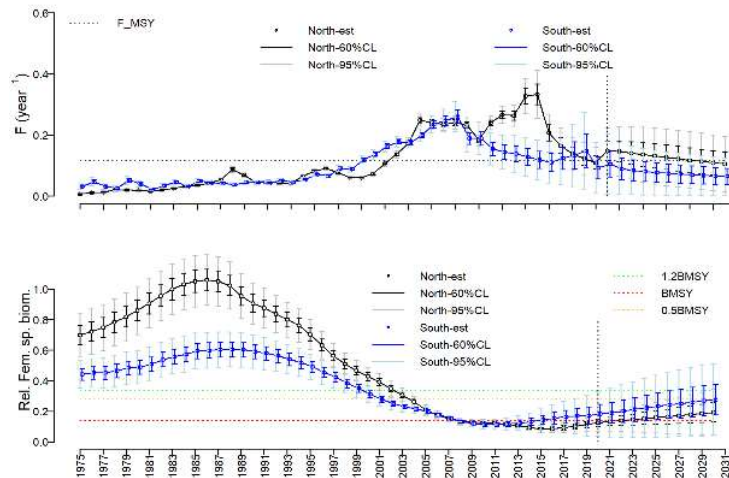 0.6
F_MSY
North-est
North-60%CL
North-95%CL
South-est
South-60%CL
South-95%CL
0.4
F (year⁻¹)
0.2
0.0
North-est
North-60%CL
North-95%CL
South-est
South-60%CL
South-95%CL
1.2BMSY
BMSY
0.5BMSY
Rel. Fem. sp. biom.
1.0
0.8
0.6
0.4
0.2
0.0
1975 1977 1979 1981 1983 1985 1987 1989 1991 1993 1995 1997 1999 2001 2003 2005 2007 2009 2011 2013 2015 2017 2019 2021 2023 2025 2027 2029 2031